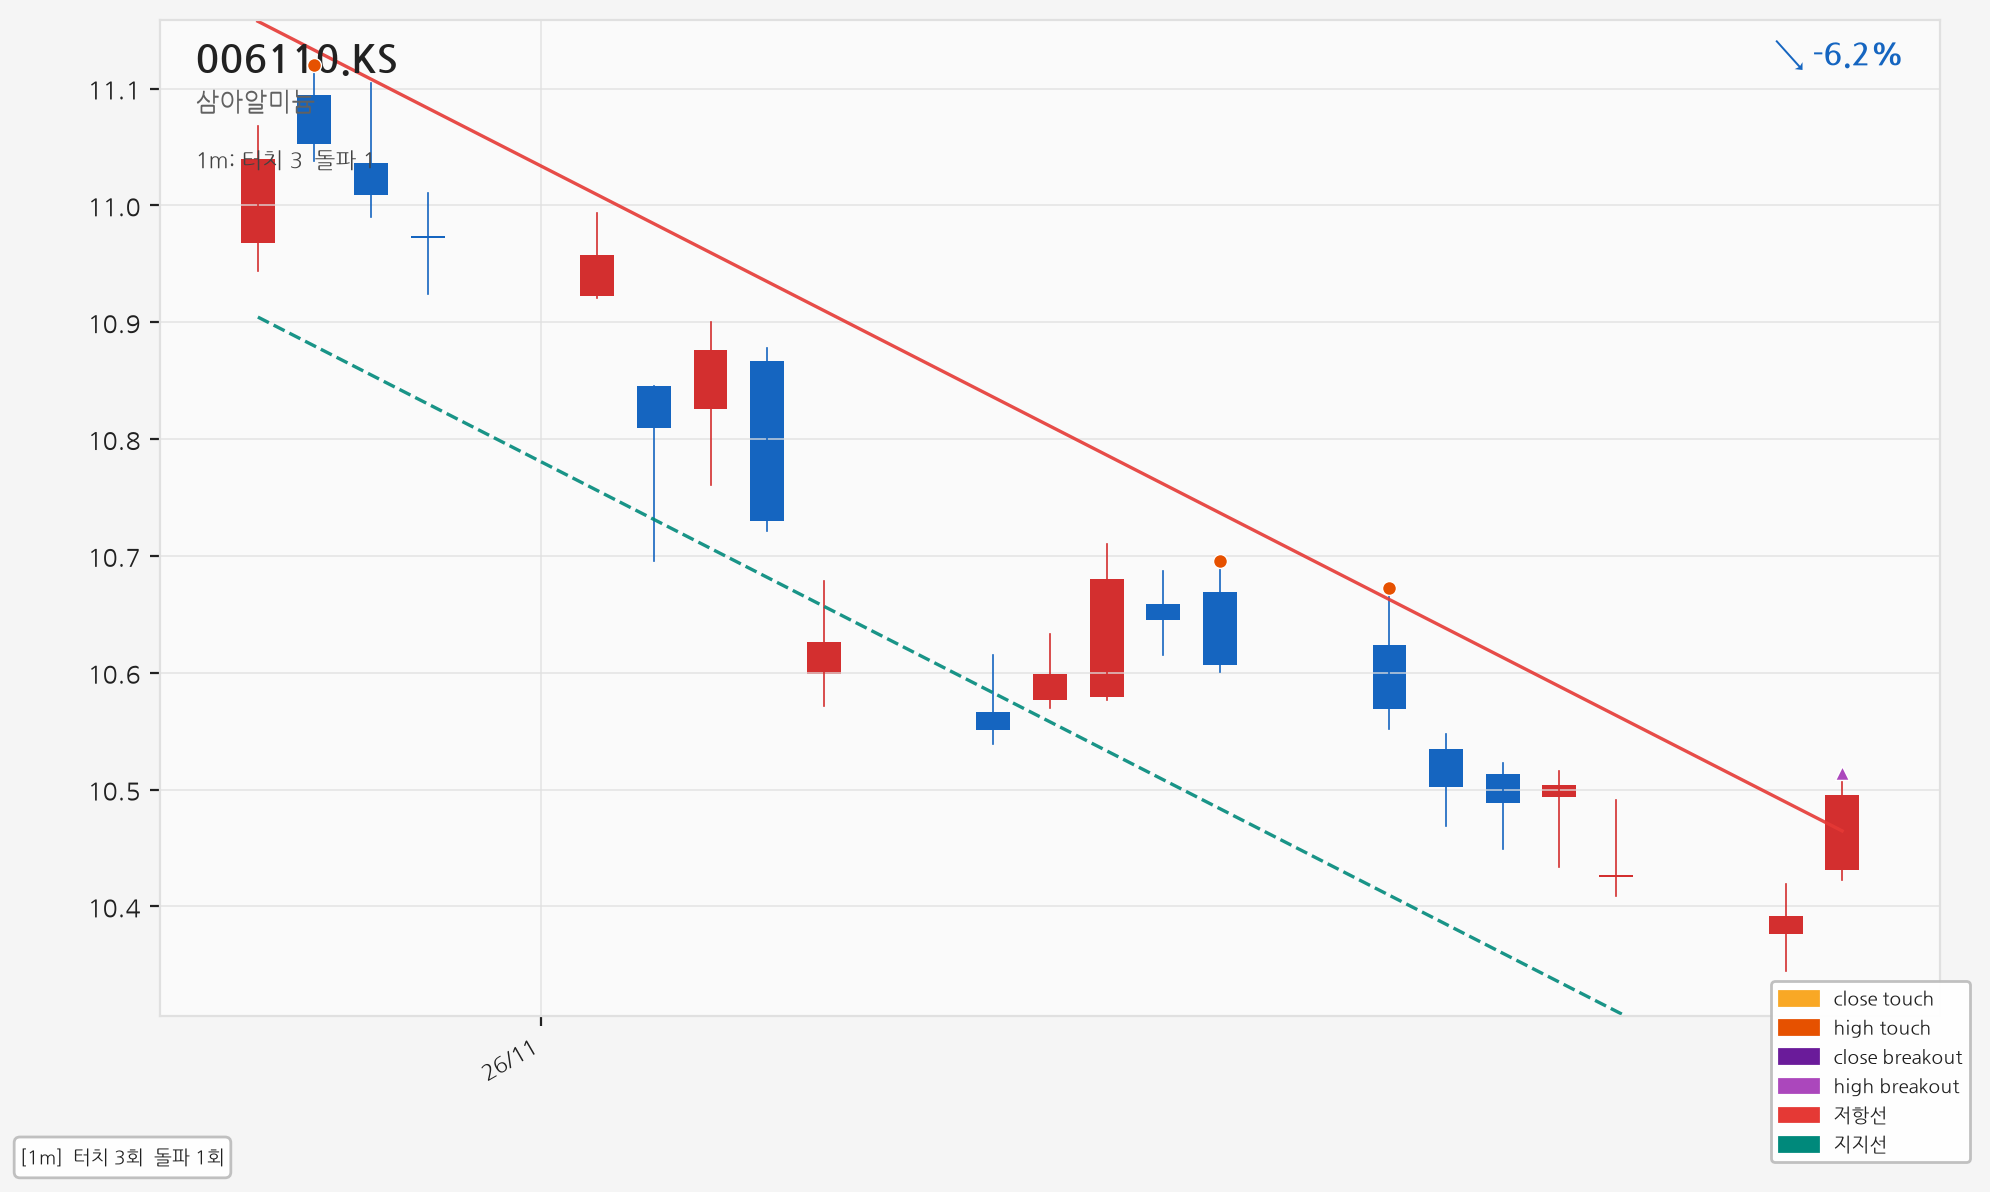 006110.KS
삼아알미늄
1m: 터치 3 돌파 1
-6.2%
11.1
11.0
10.9
10.8
10.7
10.6
10.5
10.4
26/11
close touch
high touch
close breakout
high breakout
저항선
지지선
[1m] 터치 3회 돌파 1회